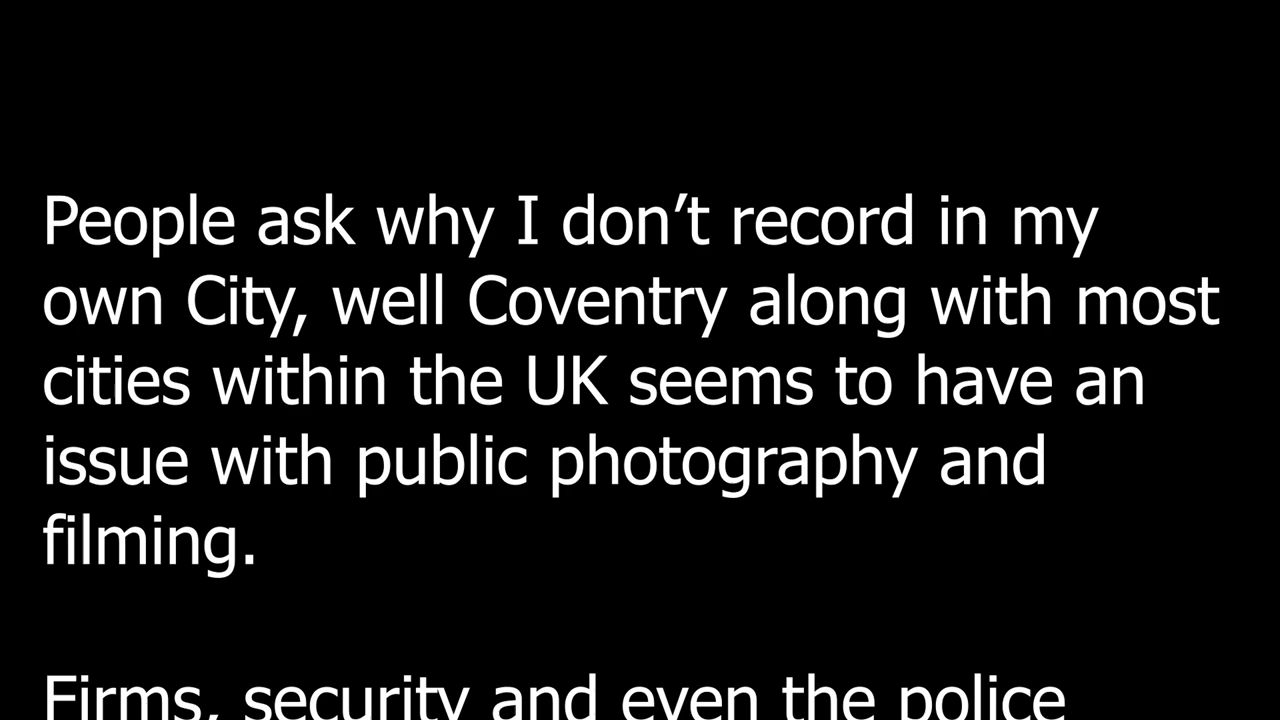 People ask why I don’t record in my
own City, well Coventry along with most
cities within the UK seems to have an
issue with public photography and
filming.
Firms, security and even the police